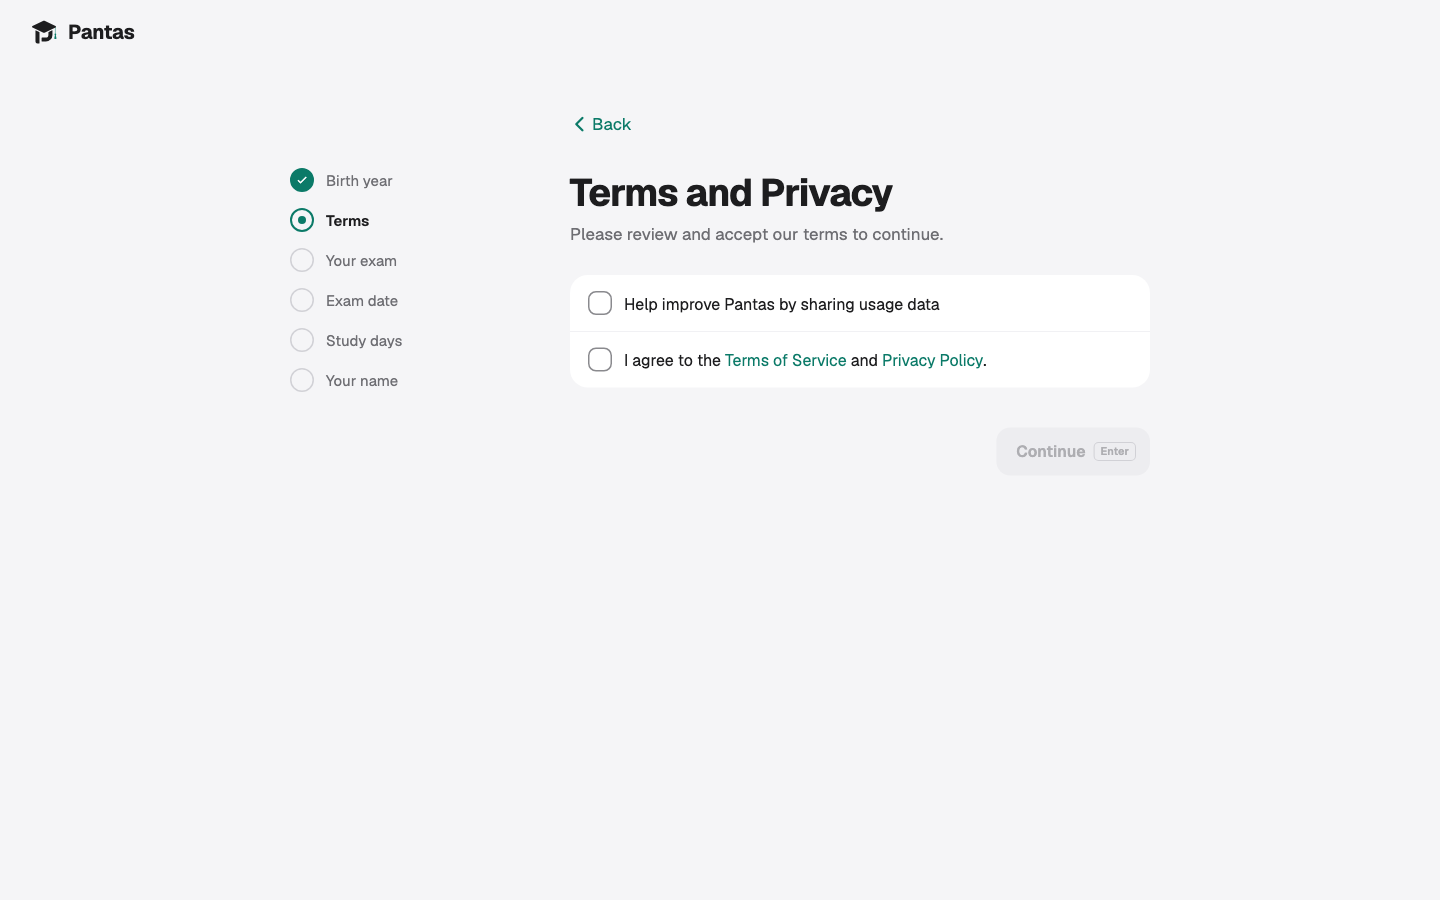 Pantas
Back
Birth year
Terms
Your exam
Exam date
Study days
Your name
Terms and Privacy
Please review and accept our terms to continue.
Help improve Pantas by sharing usage data
I agree to the Terms of Service and Privacy Policy.
Continue Enter